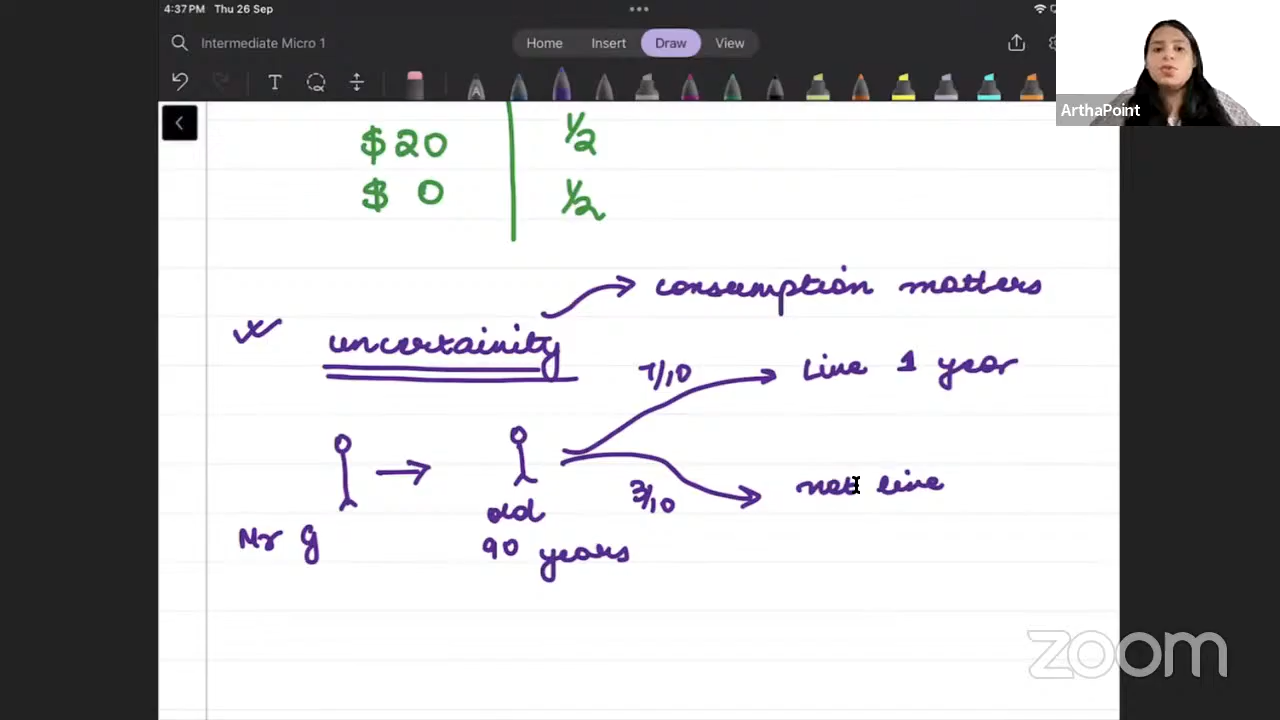 4:37 PM Thu 26 Sep
Intermediate Micro 1
Home Insert Draw View
ArthaPoint
$20 1/2
$ 0 1/2
consumption matters
uncertainity
7/10 Live 1 year
3/10 not live
old
Mr G 90 years
zoom